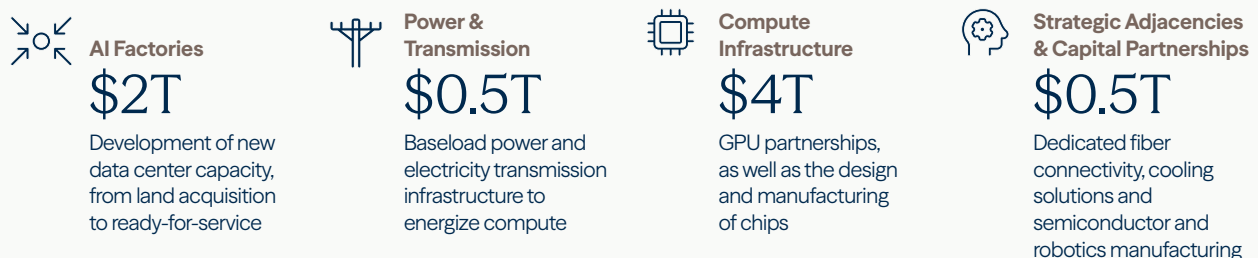 AI Factories
$2T
Development of new
data center capacity,
from land acquisition
to ready-for-service
Power &
Transmission
$0.5T
Baseload power and
electricity transmission
infrastructure to
energize compute
Compute
Infrastructure
$4T
GPU partnerships,
as well as the design
and manufacturing
of chips
Strategic Adjacencies
& Capital Partnerships
$0.5T
Dedicated fiber
connectivity, cooling
solutions and
semiconductor and
robotics manufacturing